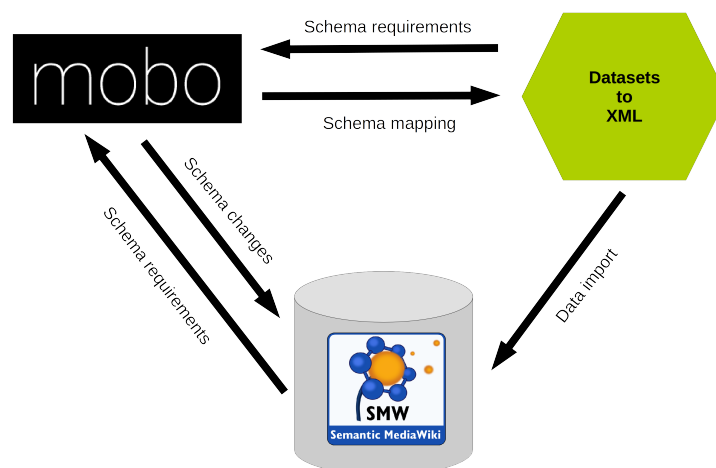 Schema requirements
mobo
Datasets
to
XML
Schema mapping
Schema changes
Schema requirements
Data import
SMW
Semantic MediaWiki